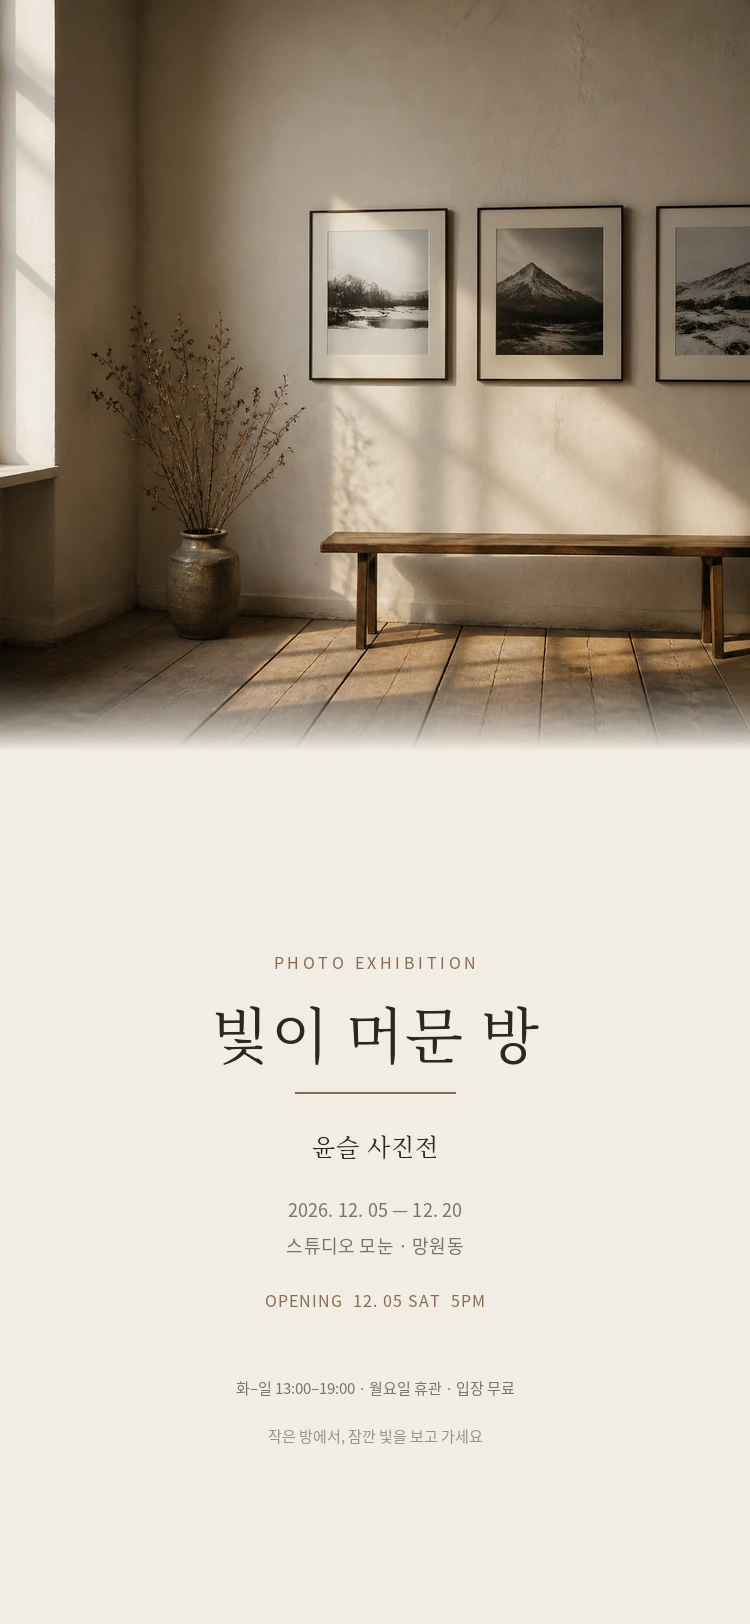 PHOTO EXHIBITION
빛이 머문 방
윤슬 사진전
2026. 12. 05 — 12. 20
스튜디오 모눈 · 망원동
OPENING 12. 05 SAT 5PM
화–일 13:00–19:00 · 월요일 휴관 · 입장 무료
작은 방에서, 잠깐 빛을 보고 가세요